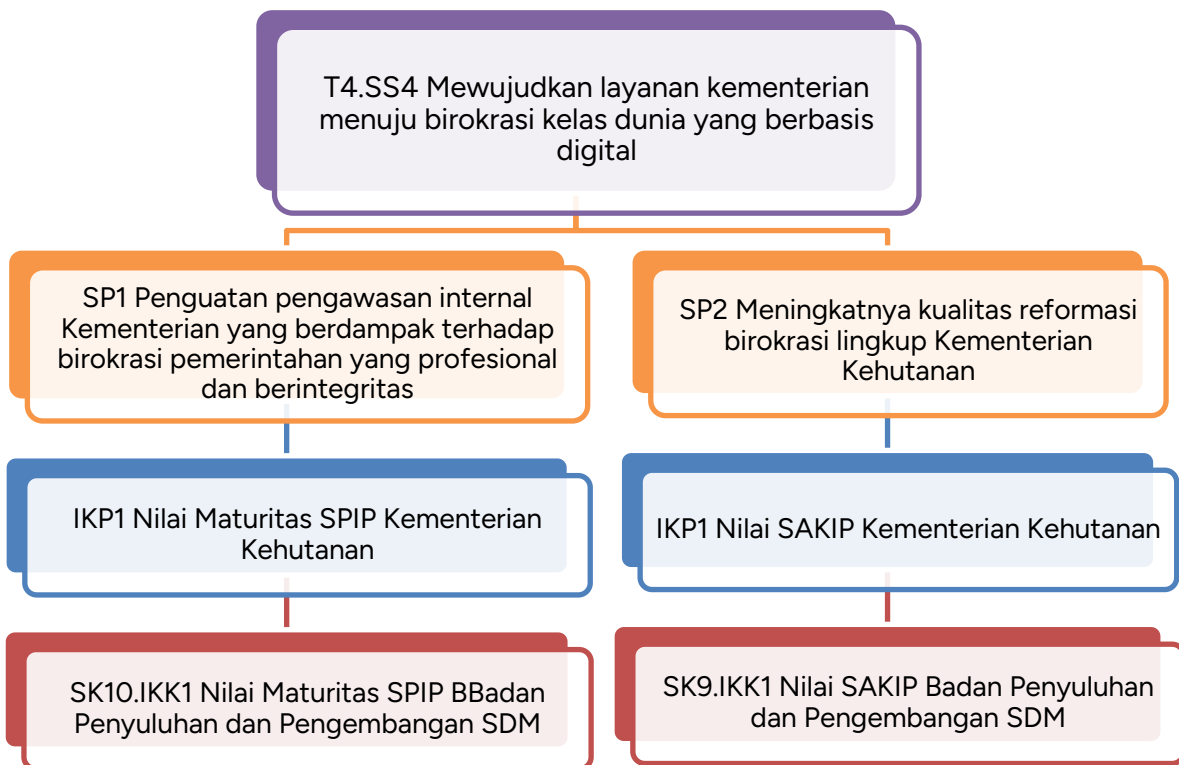 T4.SS4 Mewujudkan layanan kementerian
menuju birokrasi kelas dunia yang berbasis
digital
SP1 Penguatan pengawasan internal
Kementerian yang berdampak terhadap
birokrasi pemerintahan yang profesional
dan berintegritas
SP2 Meningkatnya kualitas reformasi
birokrasi lingkup Kementerian
Kehutanan
IKP1 Nilai Maturitas SPIP Kementerian
Kehutanan
IKP1 Nilai SAKIP Kementerian Kehutanan
SK10.IKK1 Nilai Maturitas SPIP BBadan
Penyuluhan dan Pengembangan SDM
SK9.IKK1 Nilai SAKIP Badan Penyuluhan
dan Pengembangan SDM